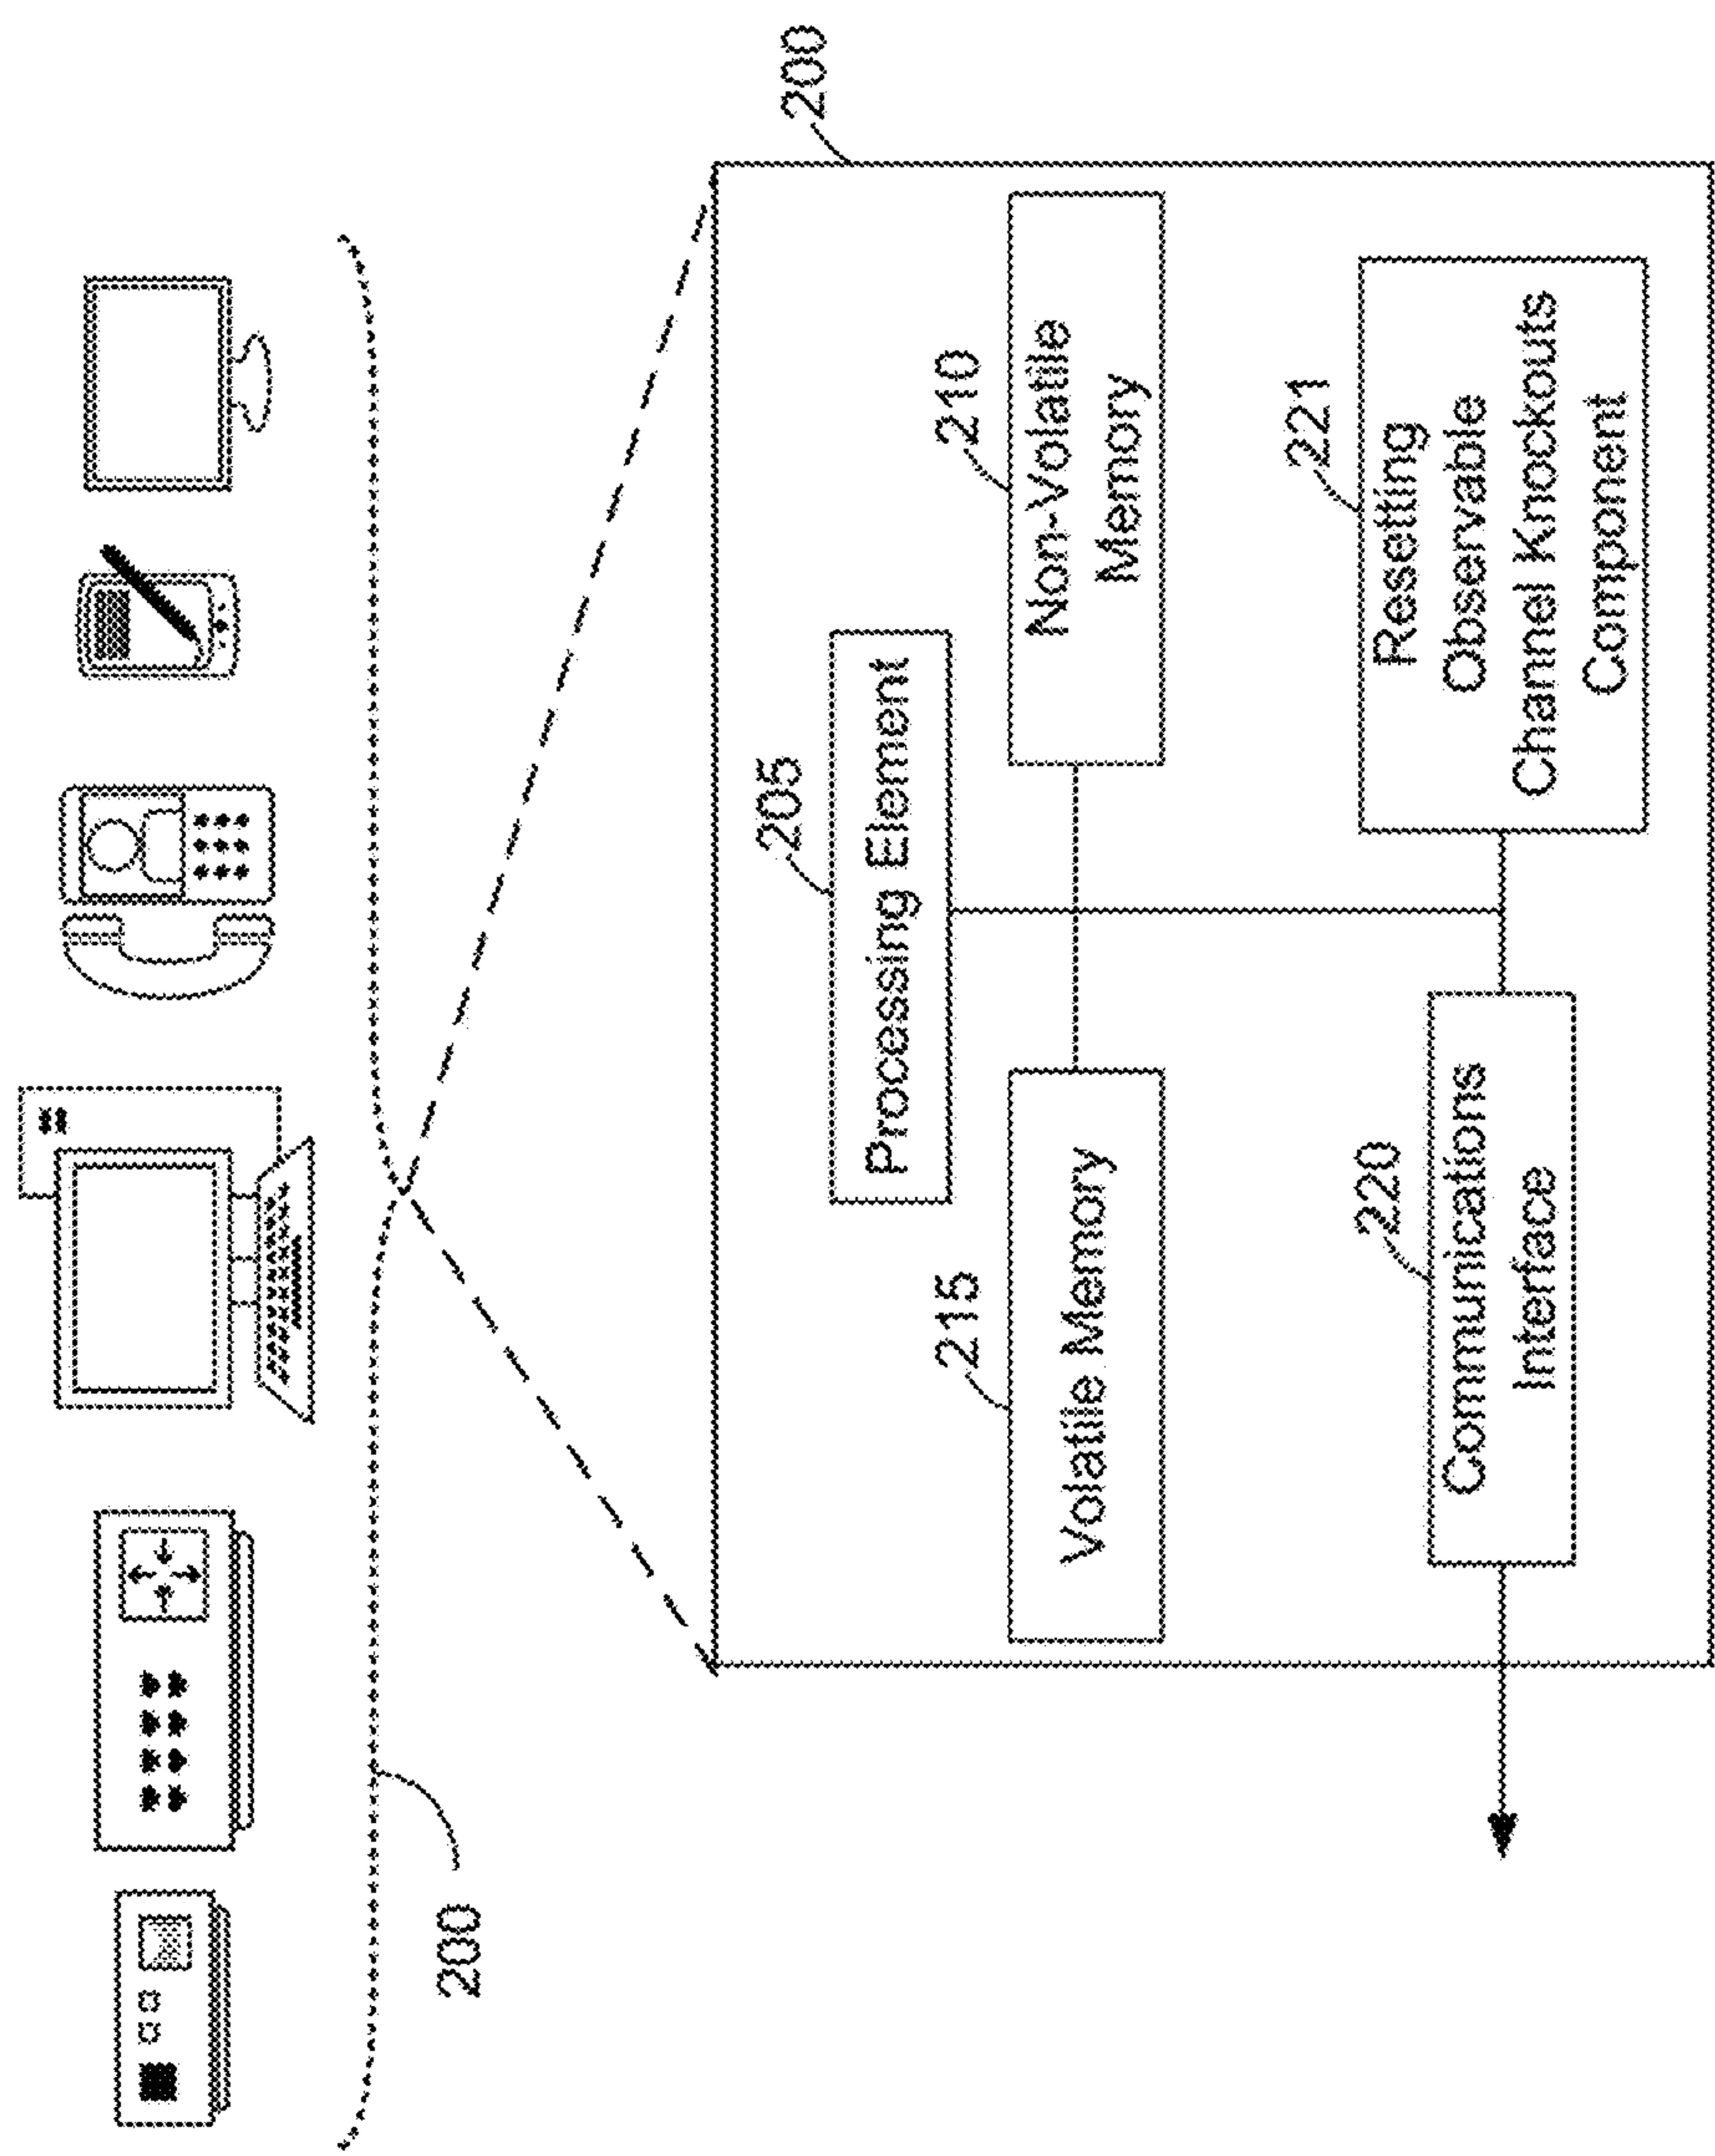 200
200
205
Processing Element
215
210
Volatile Memory
Non-Volatile
Memory
220
221
Communications
Interface
Resetting
Observable
Channel Knockouts
Component